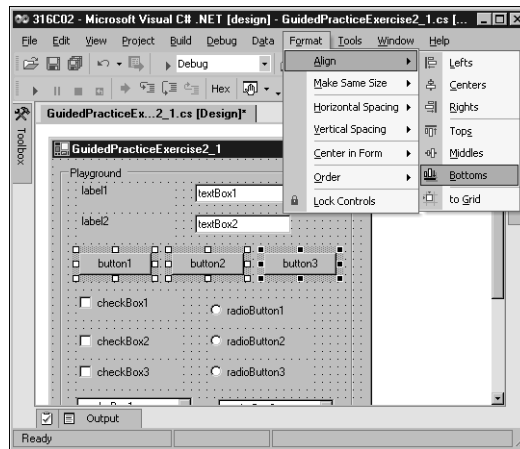 316C02 - Microsoft Visual C# .NET [design] - GuidedPracticeExercise2_1.cs [...
File Edit View Project Build Debug Data Format Tools Window Help
Debug
Hex
Align
Make Same Size
Horizontal Spacing
Vertical Spacing
Center in Form
Order
Lock Controls
Lefts
Centers
Rights
Tops
Middles
Bottoms
to Grid
Toolbox
GuidedPracticeEx...2_1.cs [Design]*
GuidedPracticeExercise2_1
Playground
label1 textBox1
label2 textBox2
button1 button2 button3
checkBox1 radioButton1
checkBox2 radioButton2
checkBox3 radioButton3
Output
Ready